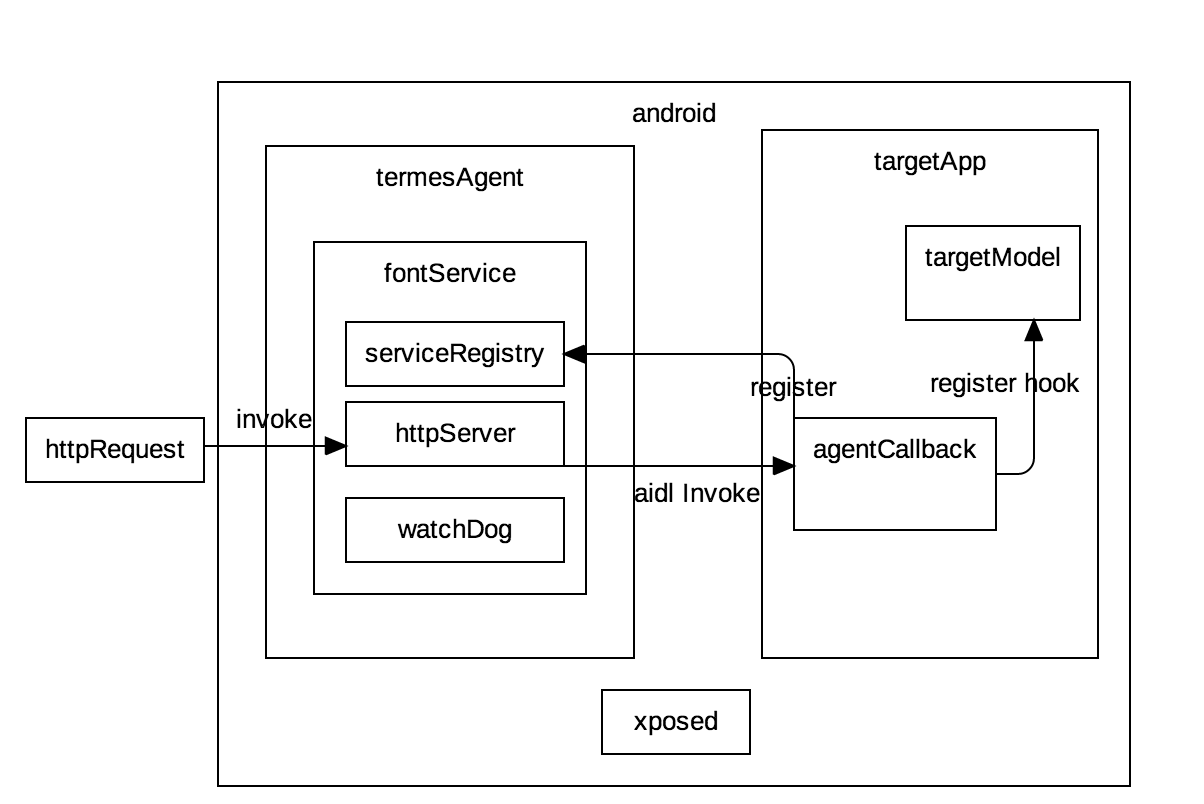 android
termesAgent
targetApp
fontService
targetModel
serviceRegistry
register
register hook
invoke
httpServer
httpRequest
agentCallback
aidl Invoke
watchDog
xposed